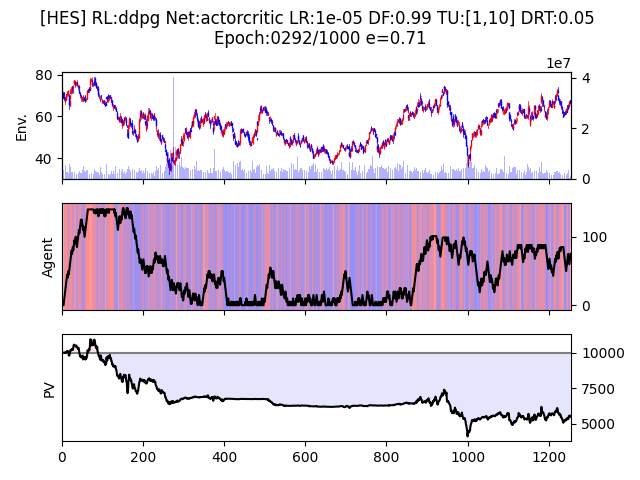 [HES] RL:ddpg Net:actorcritic LR:1e-05 DF:0.99 TU:[1,10] DRT:0.05
Epoch:0292/1000 e=0.71
1e7
80
60
40
Env.
4
2
0
Agent
100
0
PV
10000
7500
5000
0 200 400 600 800 1000 1200